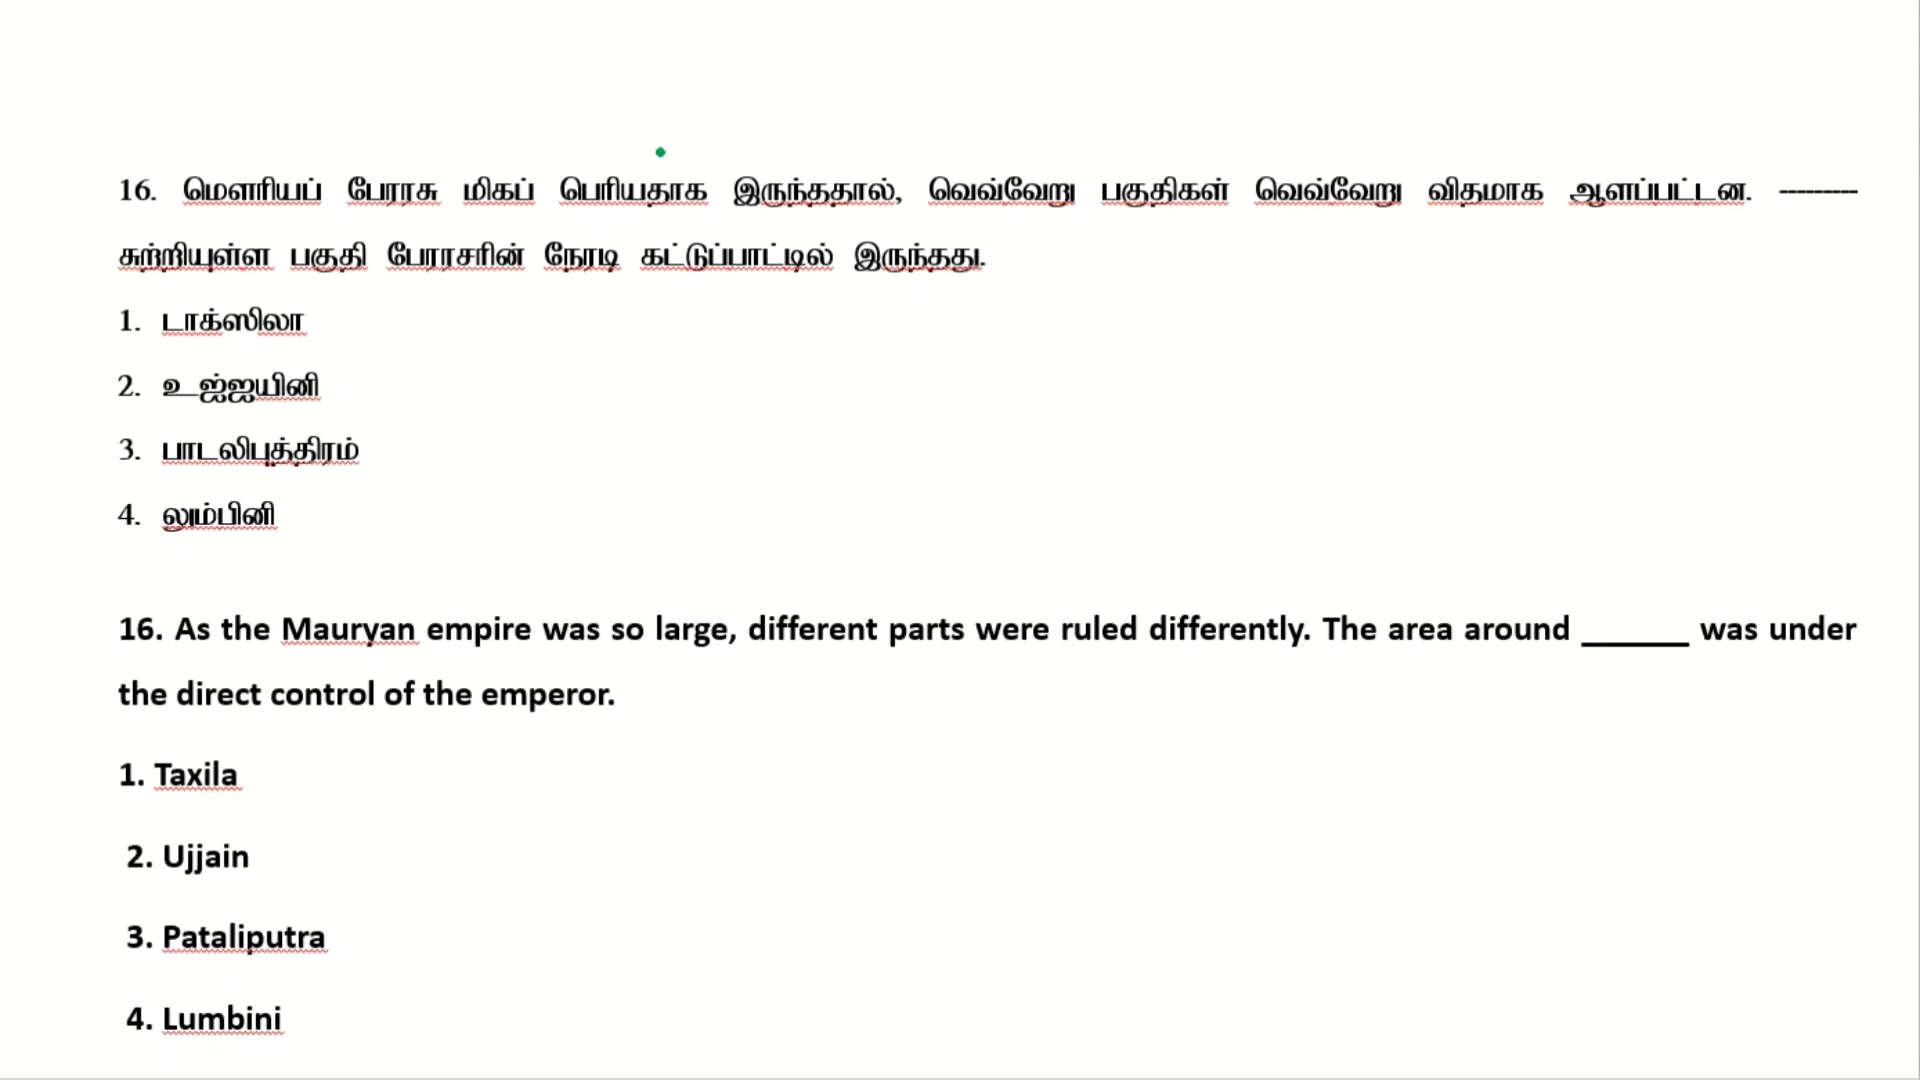 16. மௌரியப் பேரரசு மிகப் பெரியதாக இருந்ததால், வெவ்வேறு பகுதிகள் வெவ்வேறு விதமாக ஆளப்பட்டன. ---------
சுற்றியுள்ள பகுதி பேரரசரின் நேரடி கட்டுப்பாட்டில் இருந்தது.
1. டாக்ஸிலா
2. உஜ்ஜயினி
3. பாடலிபுத்திரம்
4. லும்பினி
16. As the Mauryan empire was so large, different parts were ruled differently. The area around ______ was under
the direct control of the emperor.
1. Taxila
2. Ujjain
3. Pataliputra
4. Lumbini